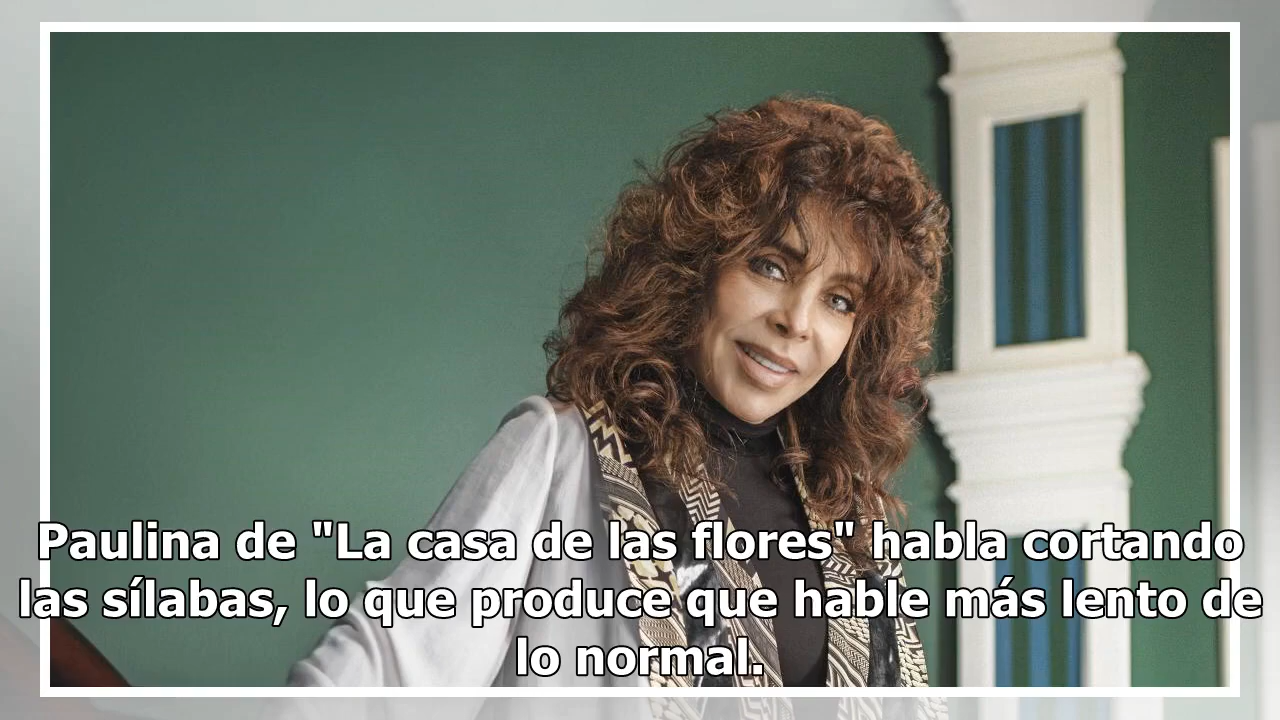 Paulina de "La casa de las flores" habla cortando
las sílabas, lo que produce que hable más lento de
lo normal.